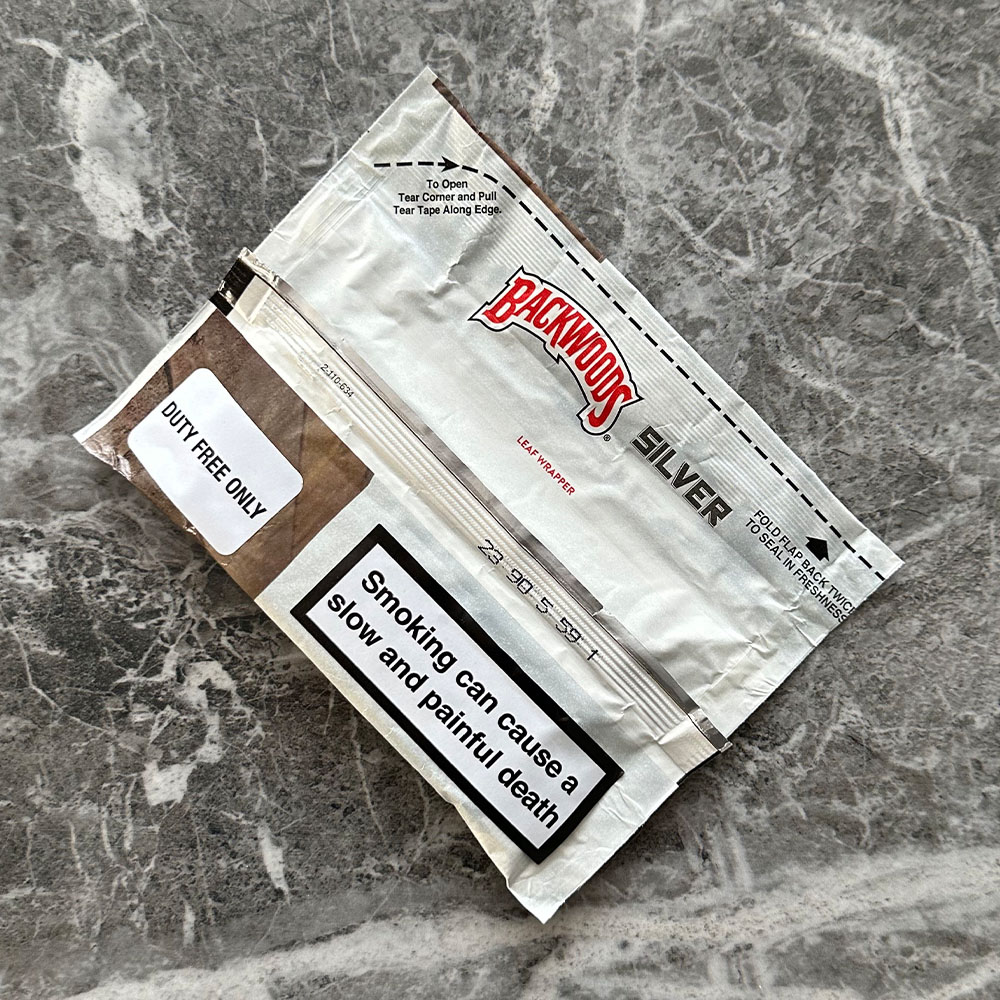 To Open
Tear Corner and Pull
Tear Tape Along Edge.
BACKWOODS®
SILVER
LEAF WRAPPER
FOLD FLAP BACK TWICE
TO SEAL IN FRESHNESS
2-110-634
23 90 5 59 1
DUTY FREE ONLY
Smoking can cause a
slow and painful death